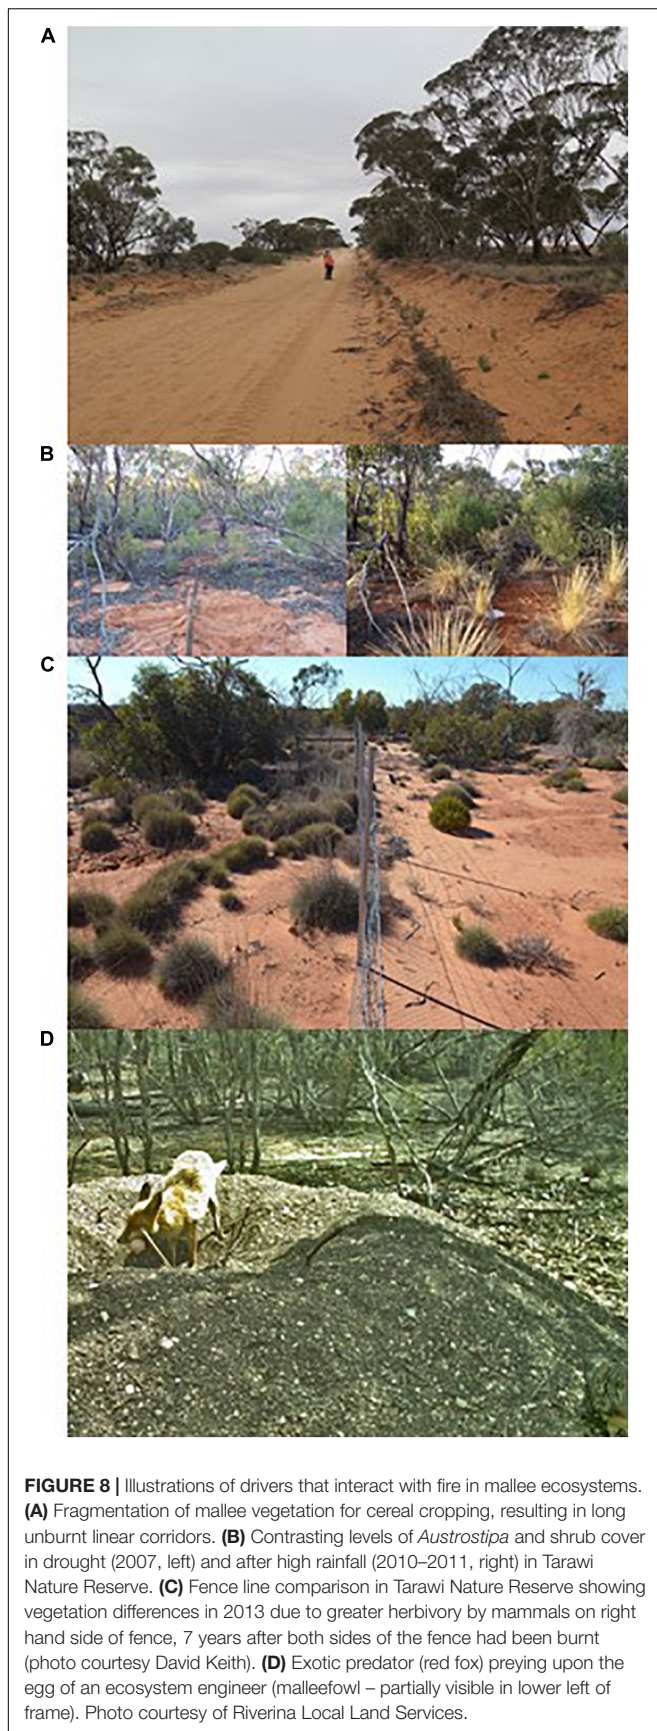 A
B
C
D
FIGURE 8 | Illustrations of drivers that interact with fire in mallee ecosystems.
(A) Fragmentation of mallee vegetation for cereal cropping, resulting in long
unburnt linear corridors. (B) Contrasting levels of Austrostipa and shrub cover
in drought (2007, left) and after high rainfall (2010–2011, right) in Tarawi
Nature Reserve. (C) Fence line comparison in Tarawi Nature Reserve showing
vegetation differences in 2013 due to greater herbivory by mammals on right
hand side of fence, 7 years after both sides of the fence had been burnt
(photo courtesy David Keith). (D) Exotic predator (red fox) preying upon the
egg of an ecosystem engineer (malleefowl – partially visible in lower left of
frame). Photo courtesy of Riverina Local Land Services.